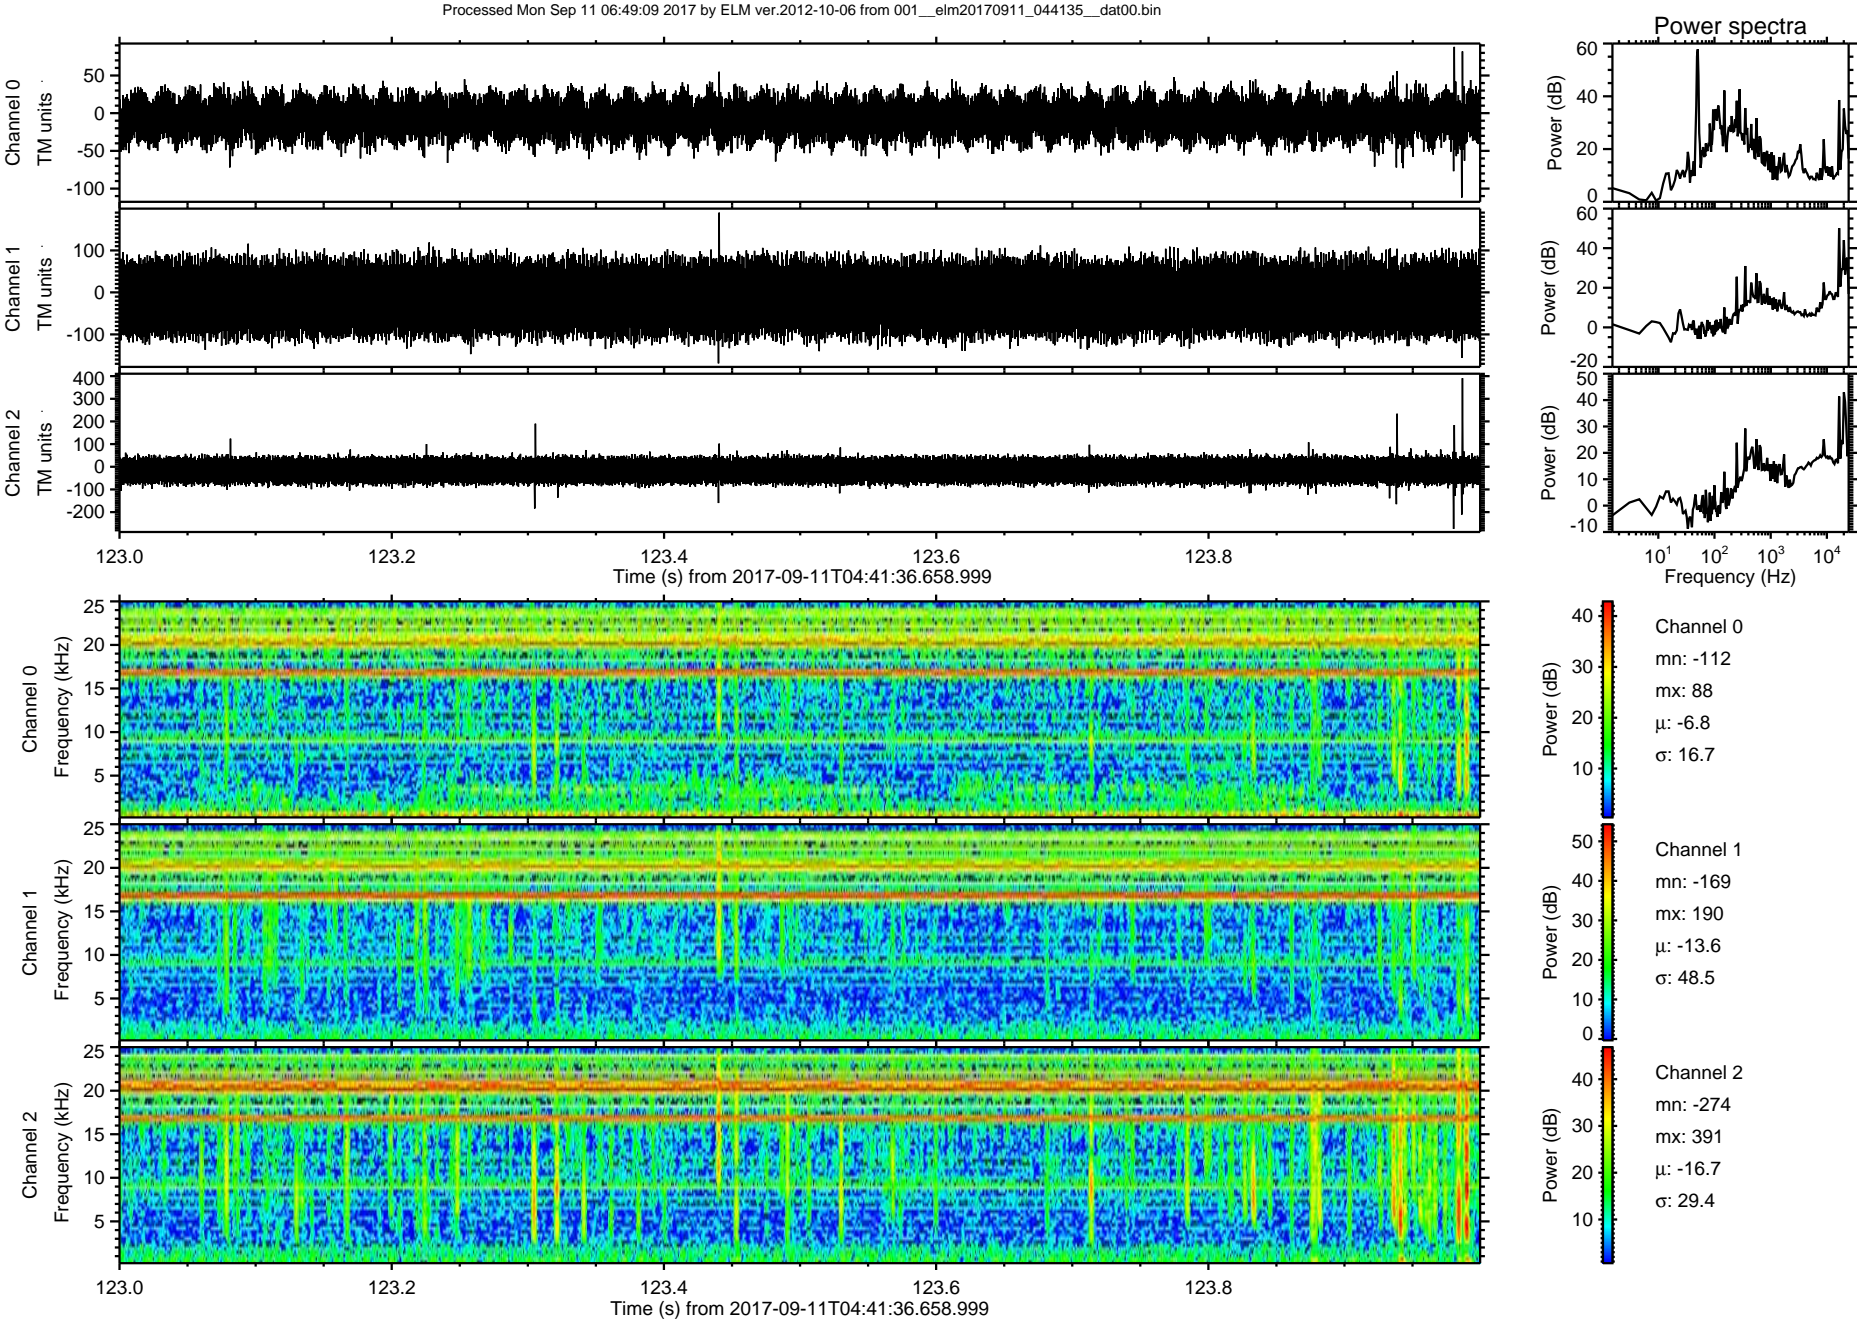 Processed Mon Sep 11 06:49:09 2017 by ELM ver.2012-10-06 from 001__elm20170911_044135__dat00.bin
Power spectra
Channel 0
TM units
50
0
-50
-100
Power (dB)
60
40
20
0
Channel 1
TM units
100
0
-100
Power (dB)
60
40
20
0
-20
Channel 2
TM units
400
300
200
100
0
-100
-200
Power (dB)
50
40
30
20
10
0
-10
123.0 123.2 123.4 123.6 123.8
Time (s) from 2017-09-11T04:41:36.658.999
10^1 10^2 10^3 10^4
Frequency (Hz)
Channel 0
Frequency (kHz)
25
20
15
10
5
Power (dB)
40
30
20
10
Channel 0
mn: -112
mx: 88
μ: -6.8
σ: 16.7
Channel 1
Frequency (kHz)
25
20
15
10
5
Power (dB)
50
40
30
20
10
0
Channel 1
mn: -169
mx: 190
μ: -13.6
σ: 48.5
Channel 2
Frequency (kHz)
25
20
15
10
5
Power (dB)
40
30
20
10
Channel 2
mn: -274
mx: 391
μ: -16.7
σ: 29.4
123.0 123.2 123.4 123.6 123.8
Time (s) from 2017-09-11T04:41:36.658.999